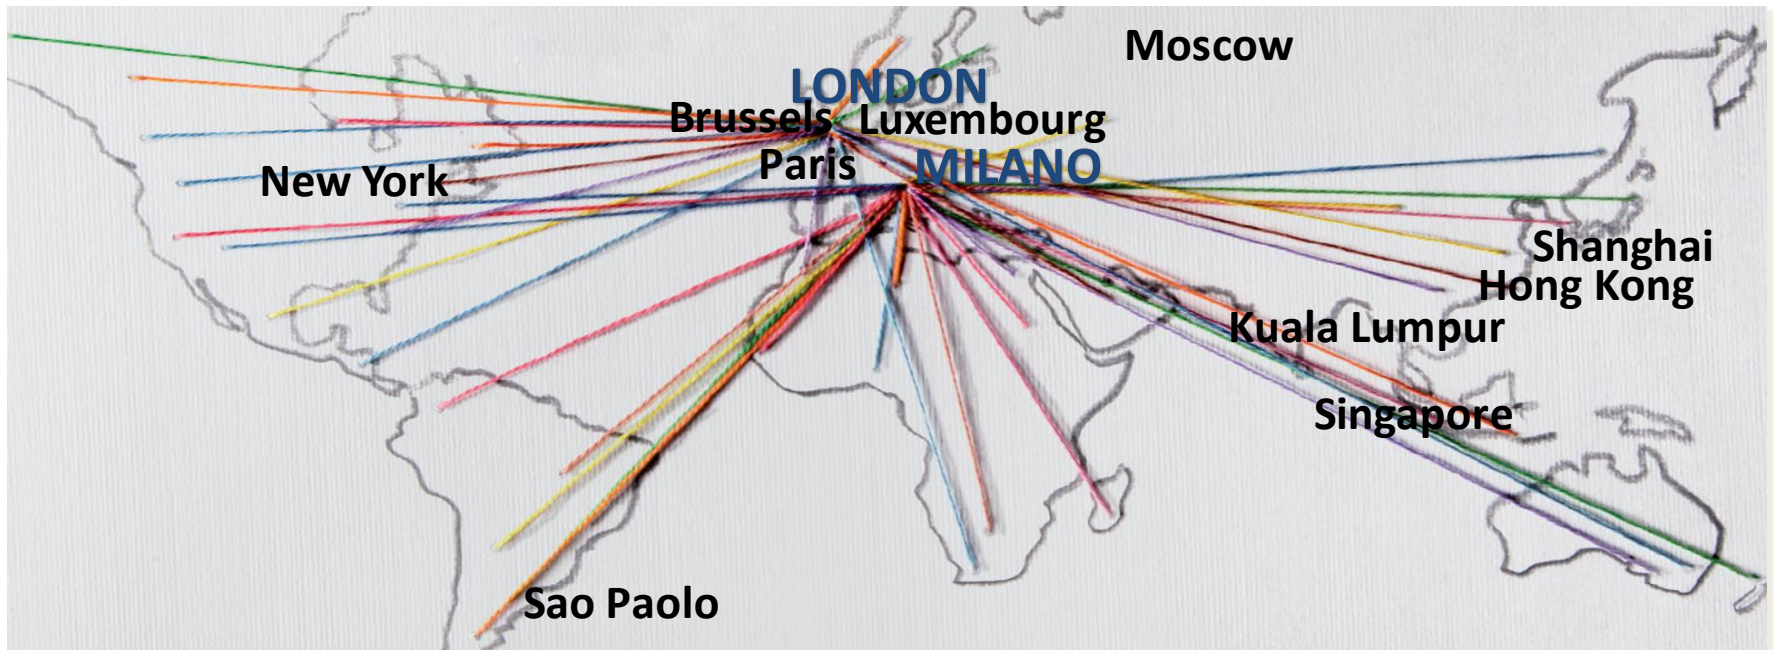 Moscow
LONDON
Brussels
Luxembourg
Paris
MILANO
New York
Shanghai
Hong Kong
Kuala Lumpur
Singapore
Sao Paolo